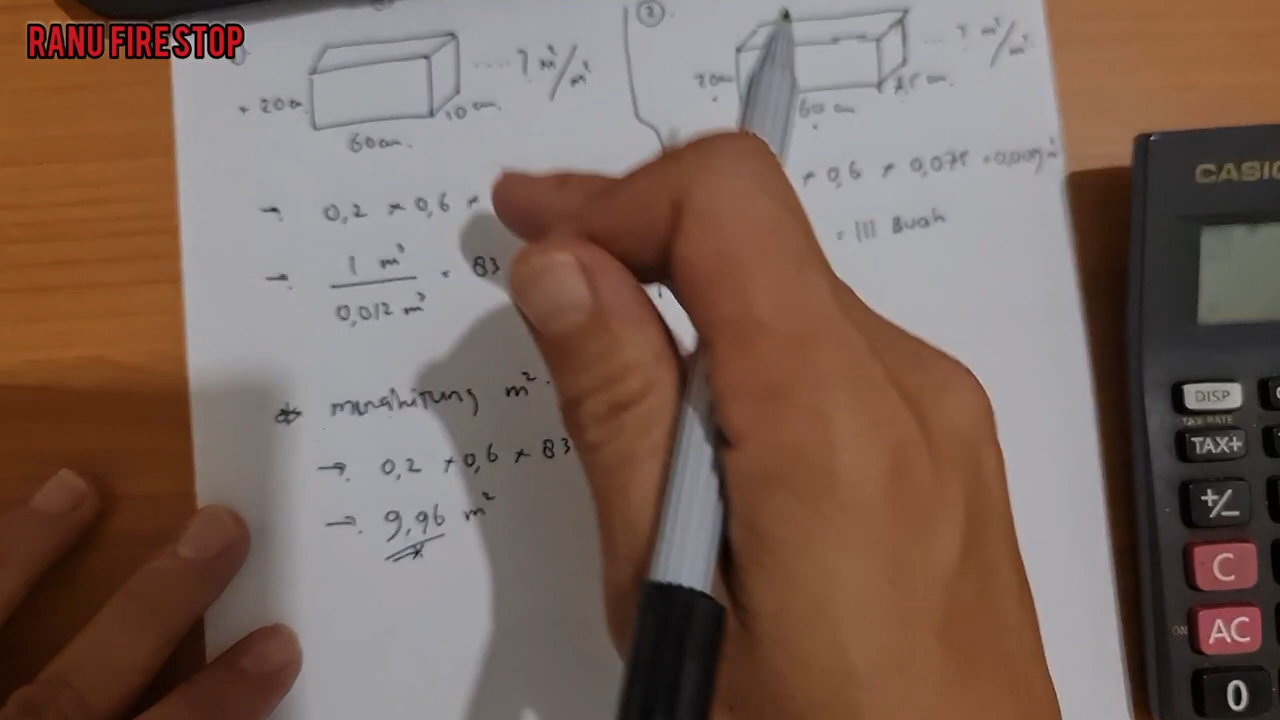 RANU FIRE STOP
②
20cm
60cm
10cm
? m³/m²
20cm
60 cm
7,5 cm
? m³/m²
→ 0,2 × 0,6 ×
→ 1 m³ / 0,012 m³ = 83
× 0,6 × 0,075 = 0,009 m³
= 111 Buah
* menghitung m².
→ 0,2 × 0,6 × 83
→ 9,96 m²
CASIO
DISP
TAX RATE
TAX+
+/−
C
ON AC
0